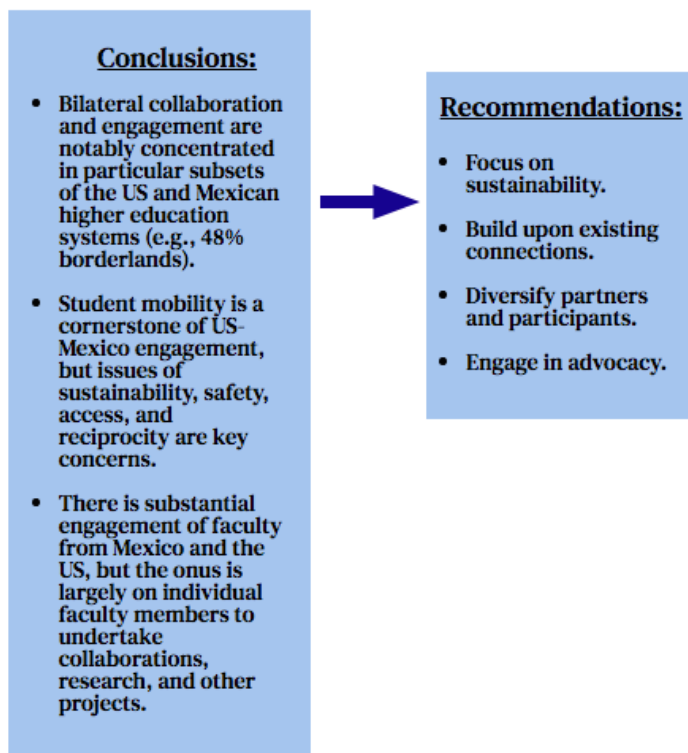 Conclusions:
• Bilateral collaboration
and engagement are
notably concentrated
in particular subsets
of the US and Mexican
higher education
systems (e.g., 48%
borderlands).
• Student mobility is a
cornerstone of US-
Mexico engagement,
but issues of
sustainability, safety,
access, and
reciprocity are key
concerns.
• There is substantial
engagement of faculty
from Mexico and the
US, but the onus is
largely on individual
faculty members to
undertake
collaborations,
research, and other
projects.
Recommendations:
• Focus on
sustainability.
• Build upon existing
connections.
• Diversify partners
and participants.
• Engage in advocacy.